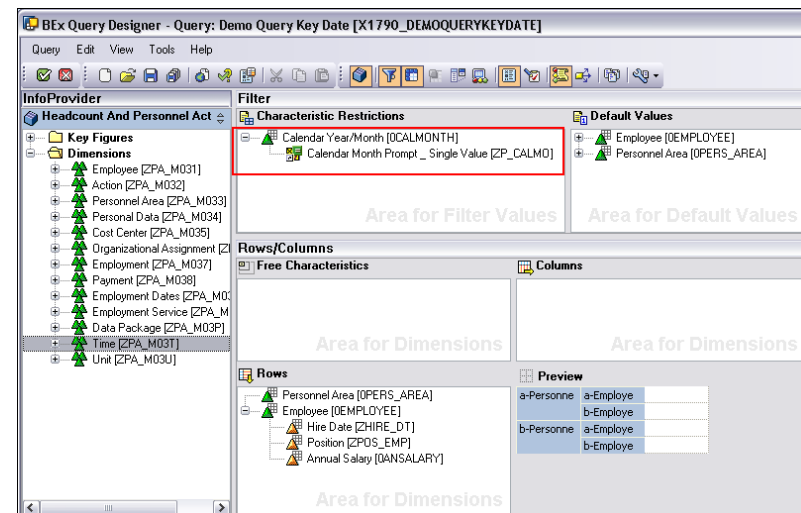 BEx Query Designer - Query: Demo Query Key Date [X1790_DEMOQUERYKEYDATE]
Query Edit View Tools Help
InfoProvider
Headcount And Personnel Act
Key Figures
Dimensions
Employee [ZPA_M031]
Action [ZPA_M032]
Personnel Area [ZPA_M033]
Personal Data [ZPA_M034]
Cost Center [ZPA_M035]
Organizational Assignment [Z
Employment [ZPA_M037]
Payment [ZPA_M038]
Employment Dates [ZPA_M0
Employment Service [ZPA_M
Data Package [ZPA_M03P]
Time [ZPA_M03T]
Unit [ZPA_M03U]
Filter
Characteristic Restrictions
Calendar Year/Month [0CALMONTH]
Calendar Month Prompt _ Single Value [ZP_CALMO]
Area for Filter Values
Default Values
Employee [0EMPLOYEE]
Personnel Area [0PERS_AREA]
Area for Default Values
Rows/Columns
Free Characteristics
Area for Dimensions
Columns
Area for Dimensions
Rows
Personnel Area [0PERS_AREA]
Employee [0EMPLOYEE]
Hire Date [ZHIRE_DT]
Position [ZPOS_EMP]
Annual Salary [0ANSALARY]
Area for Dimensions
Preview
a-Personne a-Employe
b-Employe
b-Personne a-Employe
b-Employe